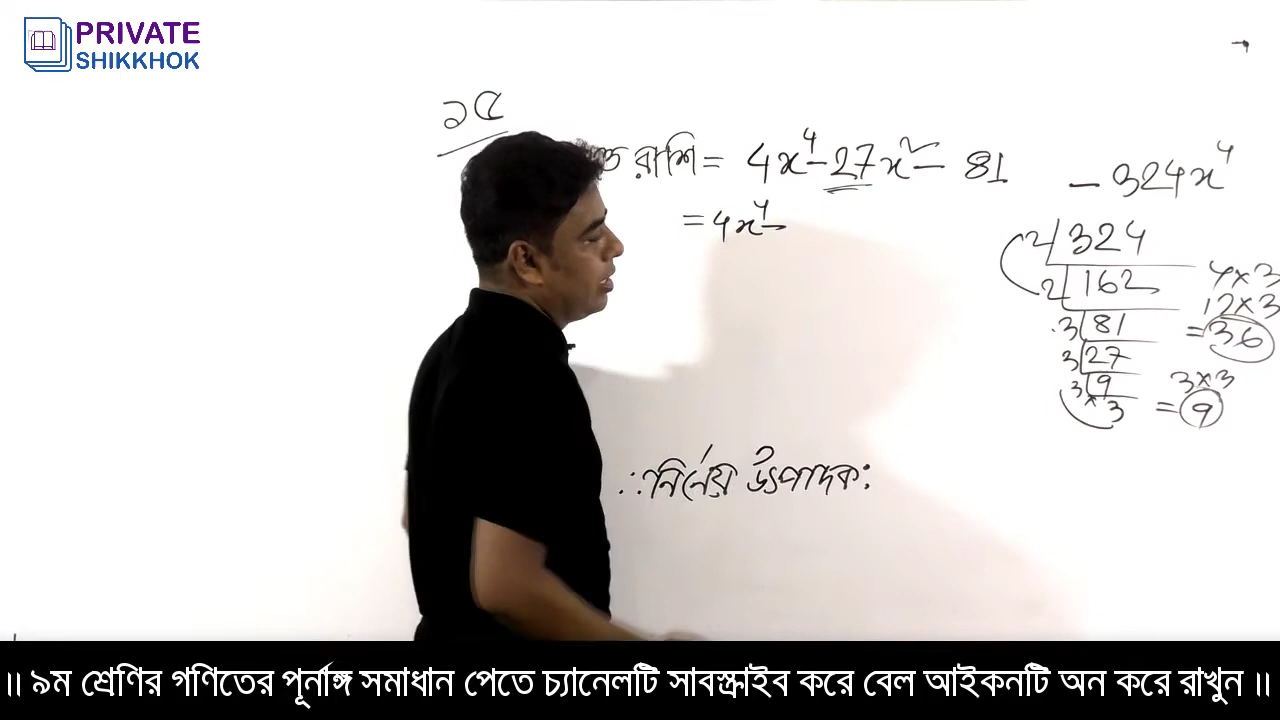 PRIVATE
SHIKKHOK
১৫
রাশি = 4x⁴ - 27x² - 81
= 4x⁴ -
- 324x⁴
2 | 324
2 | 162
3 | 81
3 | 27
3 | 9
× 3
4×3
12×3
= 36
3×3
= 9
∴ নির্ণেয় উৎপাদক:
॥ ৯ম শ্রেণির গণিতের পূর্নাঙ্গ সমাধান পেতে চ্যানেলটি সাবস্ক্রাইব করে বেল আইকনটি অন করে রাখুন ॥